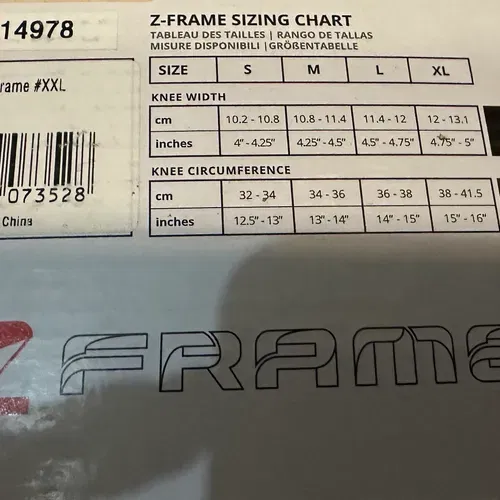 14978
rame #XXL
073528
China
Z-FRAME SIZING CHART
TABLEAU DES TAILLES | RANGO DE TALLAS
MISURE DISPONIBILI | GRÖßENTABELLE
SIZE S M L XL
KNEE WIDTH
cm 10.2 - 10.8 10.8 - 11.4 11.4 - 12 12 - 13.1
inches 4” - 4.25” 4.25” - 4.5” 4.5” - 4.75” 4.75” - 5”
KNEE CIRCUMFERENCE
cm 32 - 34 34 - 36 36 - 38 38 - 41.5
inches 12.5” - 13” 13” - 14” 14” - 15” 15” - 16”
Z FRAME